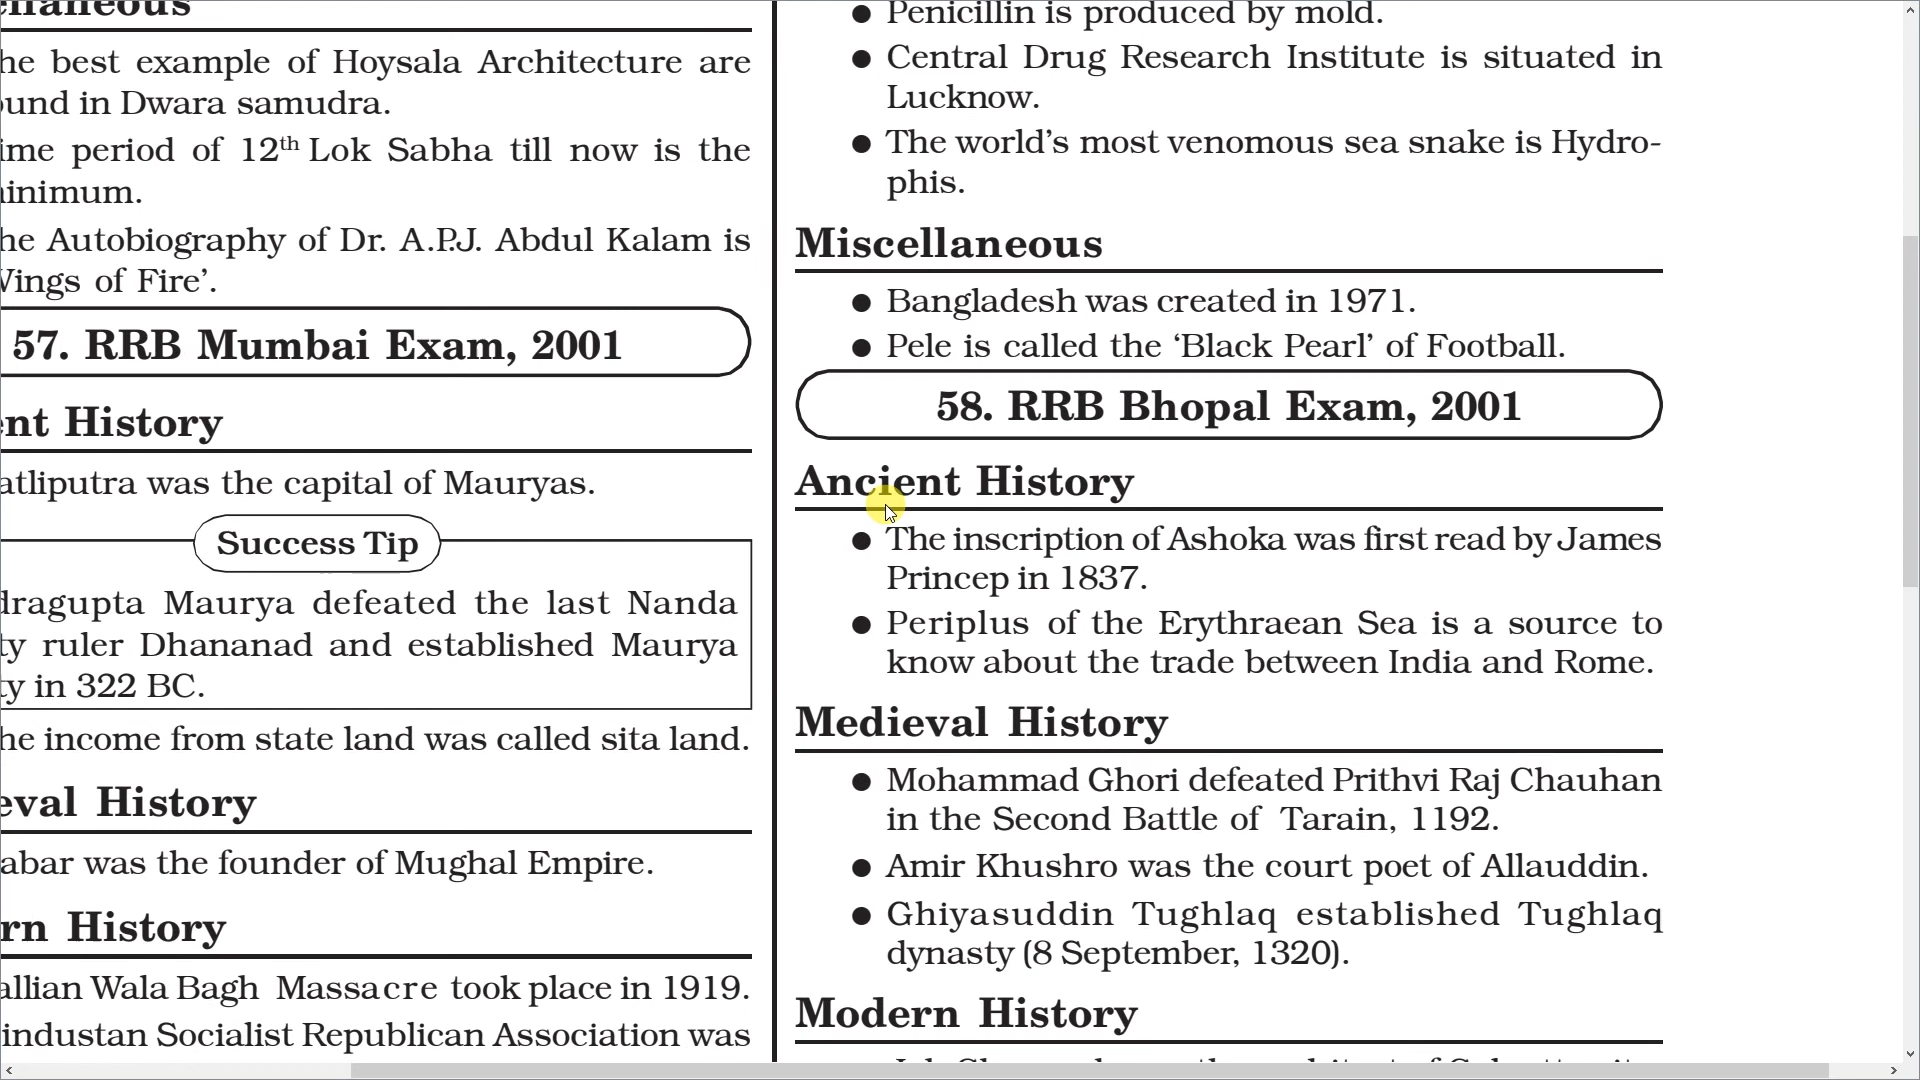 ellaneous
he best example of Hoysala Architecture are
ound in Dwara samudra.
ime period of 12th Lok Sabha till now is the
inimum.
he Autobiography of Dr. A.P.J. Abdul Kalam is
Wings of Fire’.
57. RRB Mumbai Exam, 2001
ent History
atliputra was the capital of Mauryas.
Success Tip
dragupta Maurya defeated the last Nanda
ty ruler Dhananad and established Maurya
ty in 322 BC.
he income from state land was called sita land.
eval History
abar was the founder of Mughal Empire.
rn History
allian Wala Bagh Massacre took place in 1919.
industan Socialist Republican Association was
● Penicillin is produced by mold.
● Central Drug Research Institute is situated in
Lucknow.
● The world’s most venomous sea snake is Hydro-
phis.
Miscellaneous
● Bangladesh was created in 1971.
● Pele is called the ‘Black Pearl’ of Football.
58. RRB Bhopal Exam, 2001
Ancient History
● The inscription of Ashoka was first read by James
Princep in 1837.
● Periplus of the Erythraean Sea is a source to
know about the trade between India and Rome.
Medieval History
● Mohammad Ghori defeated Prithvi Raj Chauhan
in the Second Battle of Tarain, 1192.
● Amir Khushro was the court poet of Allauddin.
● Ghiyasuddin Tughlaq established Tughlaq
dynasty (8 September, 1320).
Modern History